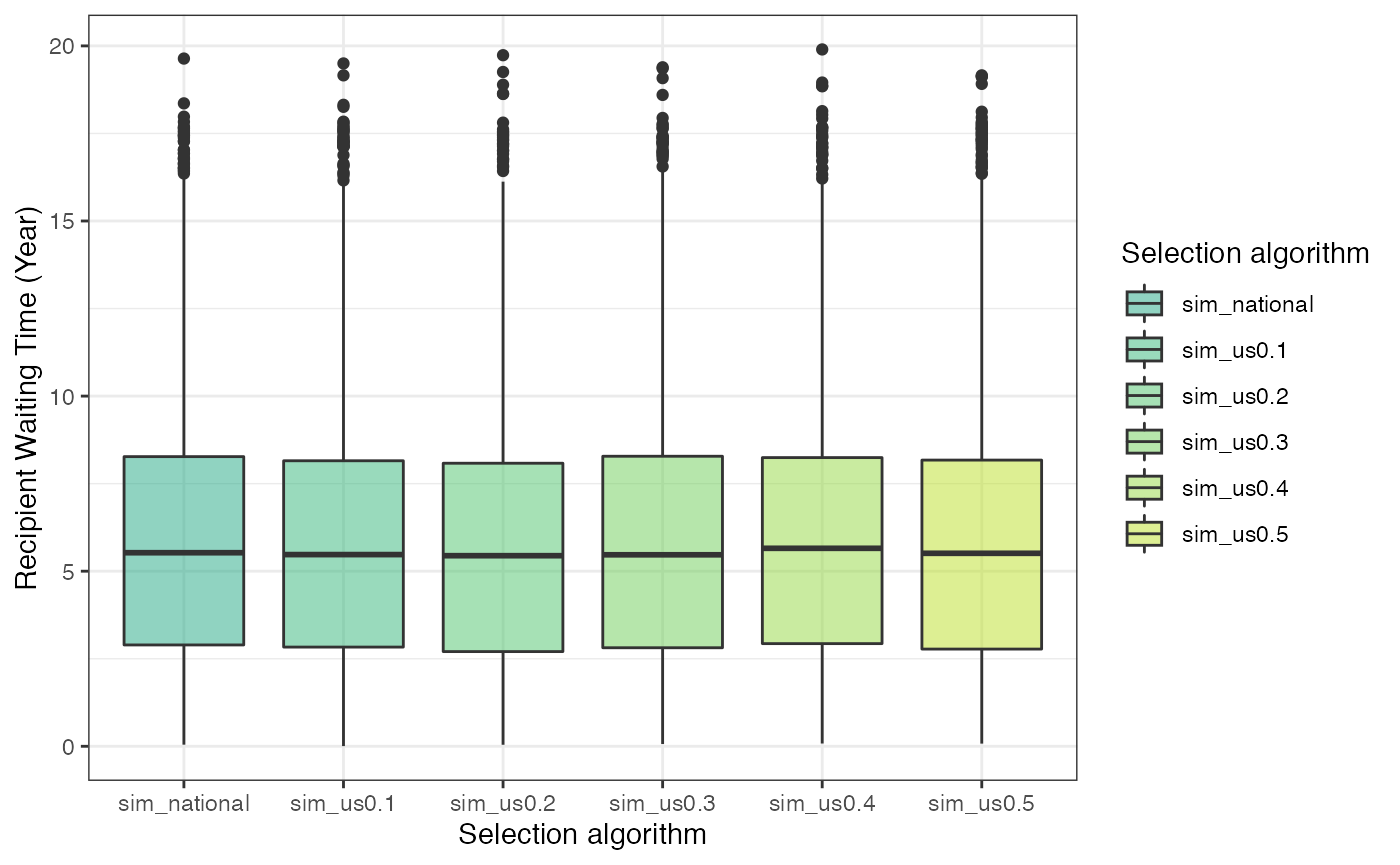 20
15
10
5
0
Recipient Waiting Time (Year)
sim_national sim_us0.1 sim_us0.2 sim_us0.3 sim_us0.4 sim_us0.5
Selection algorithm
Selection algorithm
sim_national
sim_us0.1
sim_us0.2
sim_us0.3
sim_us0.4
sim_us0.5